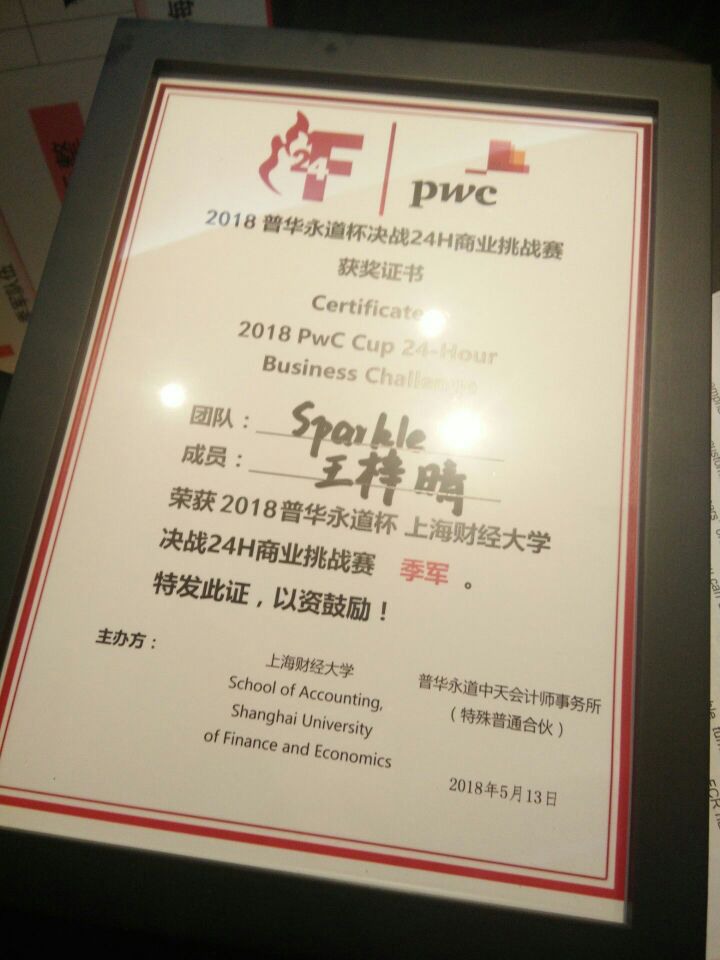 24F
pwc
2018 普华永道杯决战24H商业挑战赛
获奖证书
Certificate
2018 PwC Cup 24-Hour
Business Challenge
团队：Sparkle
成员：王梓晴
荣获 2018 普华永道杯 上海财经大学
决战24H商业挑战赛 季军 。
特发此证，以资鼓励！
主办方：
上海财经大学
School of Accounting,
Shanghai University
of Finance and Economics
普华永道中天会计师事务所
（特殊普通合伙）
2018年5月13日